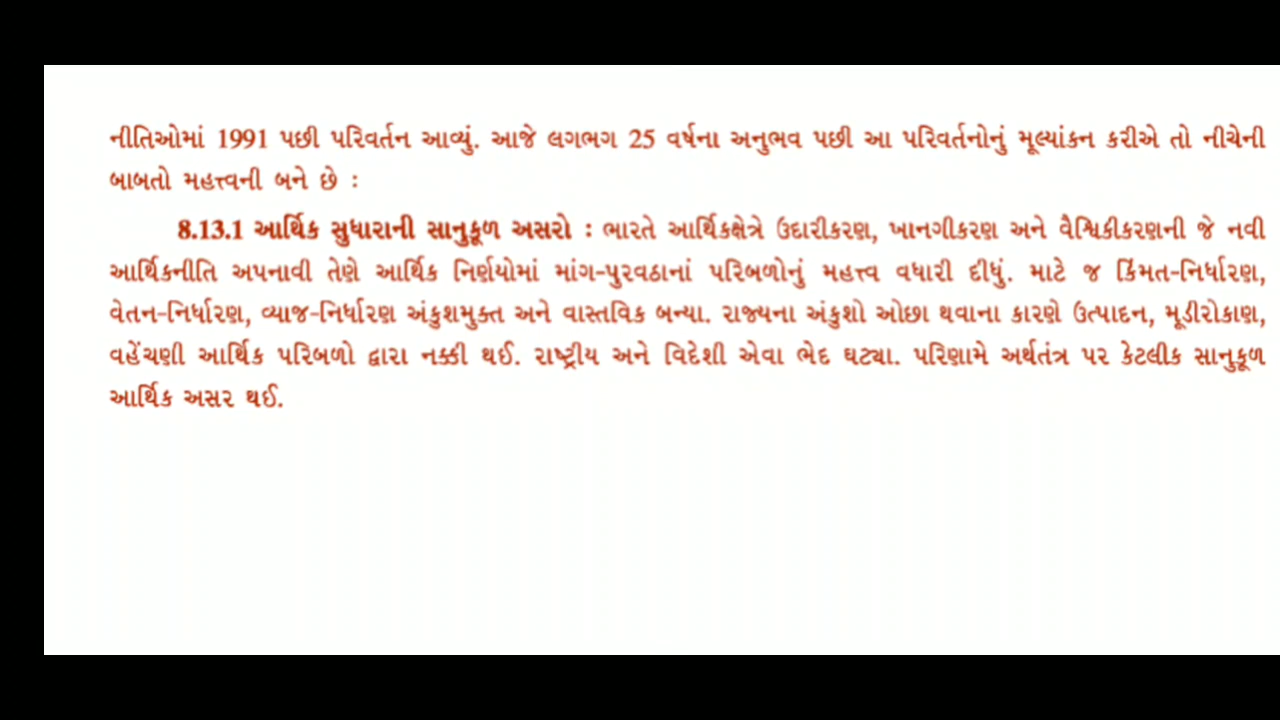 નીતિઓમાં 1991 પછી પરિવર્તન આવ્યું. આજે લગભગ 25 વર્ષના અનુભવ પછી આ પરિવર્તનોનું મૂલ્યાંકન કરીએ તો નીચેની
બાબતો મહત્ત્વની બને છે :
8.13.1 આર્થિક સુધારાની સાનુકૂળ અસરો : ભારતે આર્થિકક્ષેત્રે ઉદારીકરણ, ખાનગીકરણ અને વૈશ્વિકીકરણની જે નવી
આર્થિકનીતિ અપનાવી તેણે આર્થિક નિર્ણયોમાં માંગ-પુરવઠાનાં પરિબળોનું મહત્ત્વ વધારી દીધું. માટે જ કિંમત-નિર્ધારણ,
વેતન-નિર્ધારણ, વ્યાજ-નિર્ધારણ અંકુશમુક્ત અને વાસ્તવિક બન્યા. રાજ્યના અંકુશો ઓછા થવાના કારણે ઉત્પાદન, મૂડીરોકાણ,
વહેંચણી આર્થિક પરિબળો દ્વારા નક્કી થઈ. રાષ્ટ્રીય અને વિદેશી એવા ભેદ ઘટ્યા. પરિણામે અર્થતંત્ર પર કેટલીક સાનુકૂળ
આર્થિક અસર થઈ.